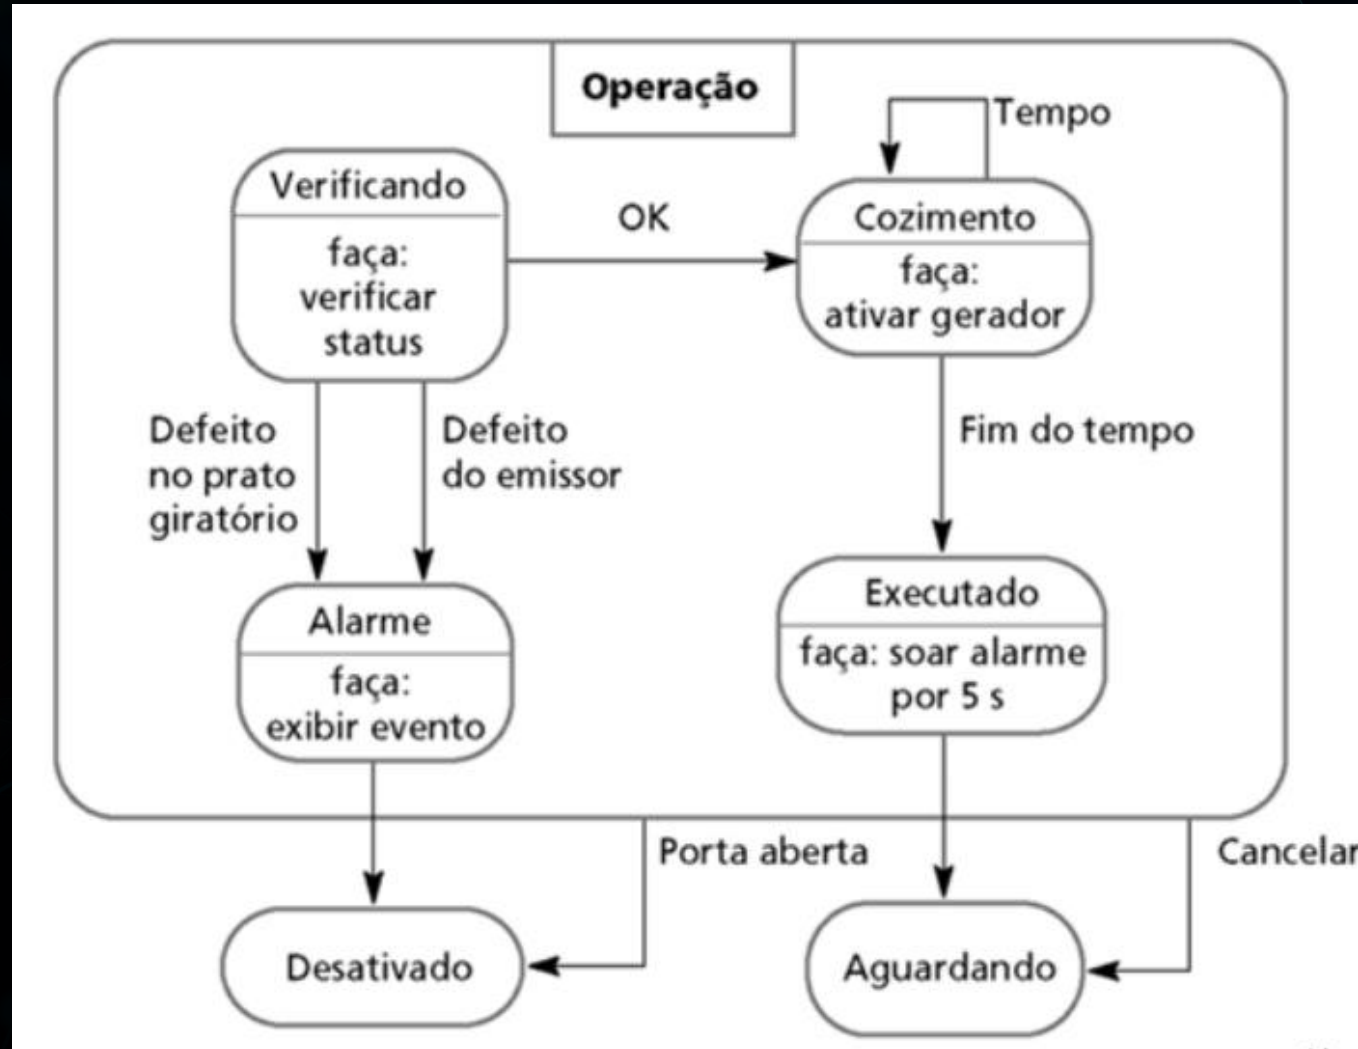 Operação
Tempo
Verificando
faça:
verificar
status
OK
Cozimento
faça:
ativar gerador
Defeito
no prato
giratório
Defeito
do emissor
Fim do tempo
Alarme
faça:
exibir evento
Executado
faça: soar alarme
por 5 s
Porta aberta
Cancelar
Desativado
Aguardando